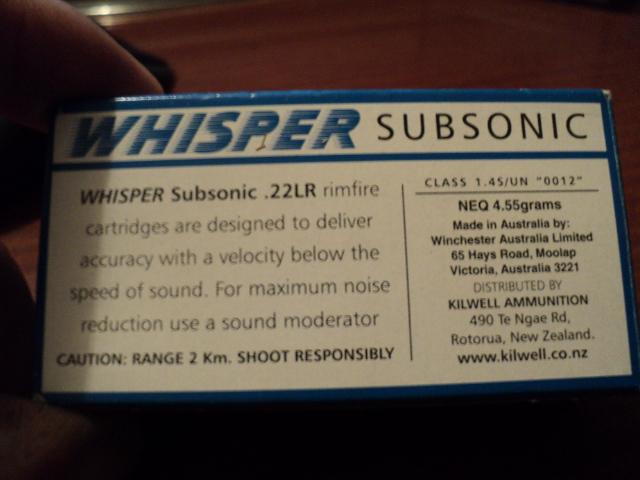 WHISPER SUBSONIC
WHISPER Subsonic .22LR rimfire
cartridges are designed to deliver
accuracy with a velocity below the
speed of sound. For maximum noise
reduction use a sound moderator
CAUTION: RANGE 2 Km. SHOOT RESPONSIBLY
CLASS 1.4S/UN "0012"
NEQ 4.55grams
Made in Australia by:
Winchester Australia Limited
65 Hays Road, Moolap
Victoria, Australia 3221
DISTRIBUTED BY
KILWELL AMMUNITION
490 Te Ngae Rd,
Rotorua, New Zealand.
www.kilwell.co.nz